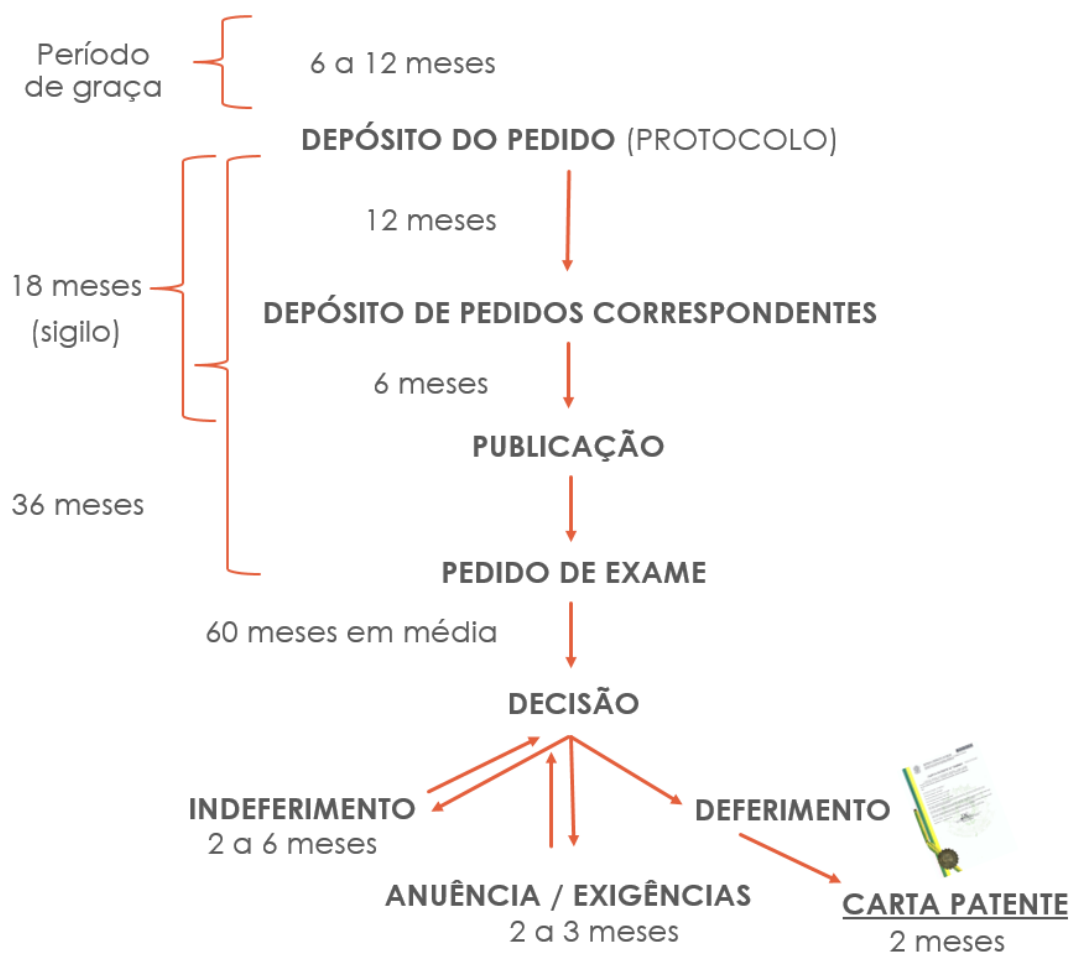 Período
de graça
6 a 12 meses
DEPÓSITO DO PEDIDO (PROTOCOLO)
12 meses
18 meses
(sigilo)
DEPÓSITO DE PEDIDOS CORRESPONDENTES
6 meses
PUBLICAÇÃO
36 meses
PEDIDO DE EXAME
60 meses em média
DECISÃO
INDEFERIMENTO
2 a 6 meses
DEFERIMENTO
ANUÊNCIA / EXIGÊNCIAS
2 a 3 meses
CARTA PATENTE
2 meses